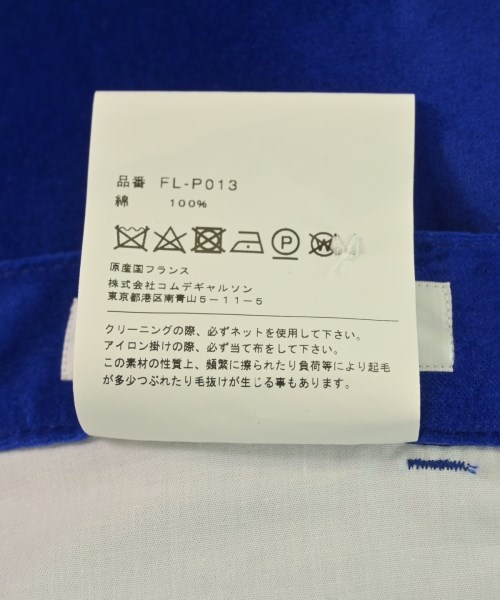 品番 FL-P013
綿 100%
P W
原産国フランス
株式会社コムデギャルソン
東京都港区南青山5-11-5
クリーニングの際、必ずネットを使用して下さい。
アイロン掛けの際、必ず当て布をして下さい。
この素材の性質上、頻繁に擦られたり負荷等により起毛
が多少つぶれたり毛抜けが生じる事もあります。